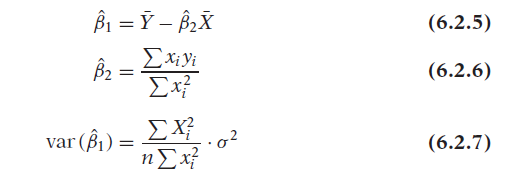 β̂₁ = Ȳ − β̂₂X̄ (6.2.5)
β̂₂ = ∑xᵢyᵢ / ∑xᵢ² (6.2.6)
var (β̂₁) = ∑Xᵢ² / n∑xᵢ² · σ² (6.2.7)